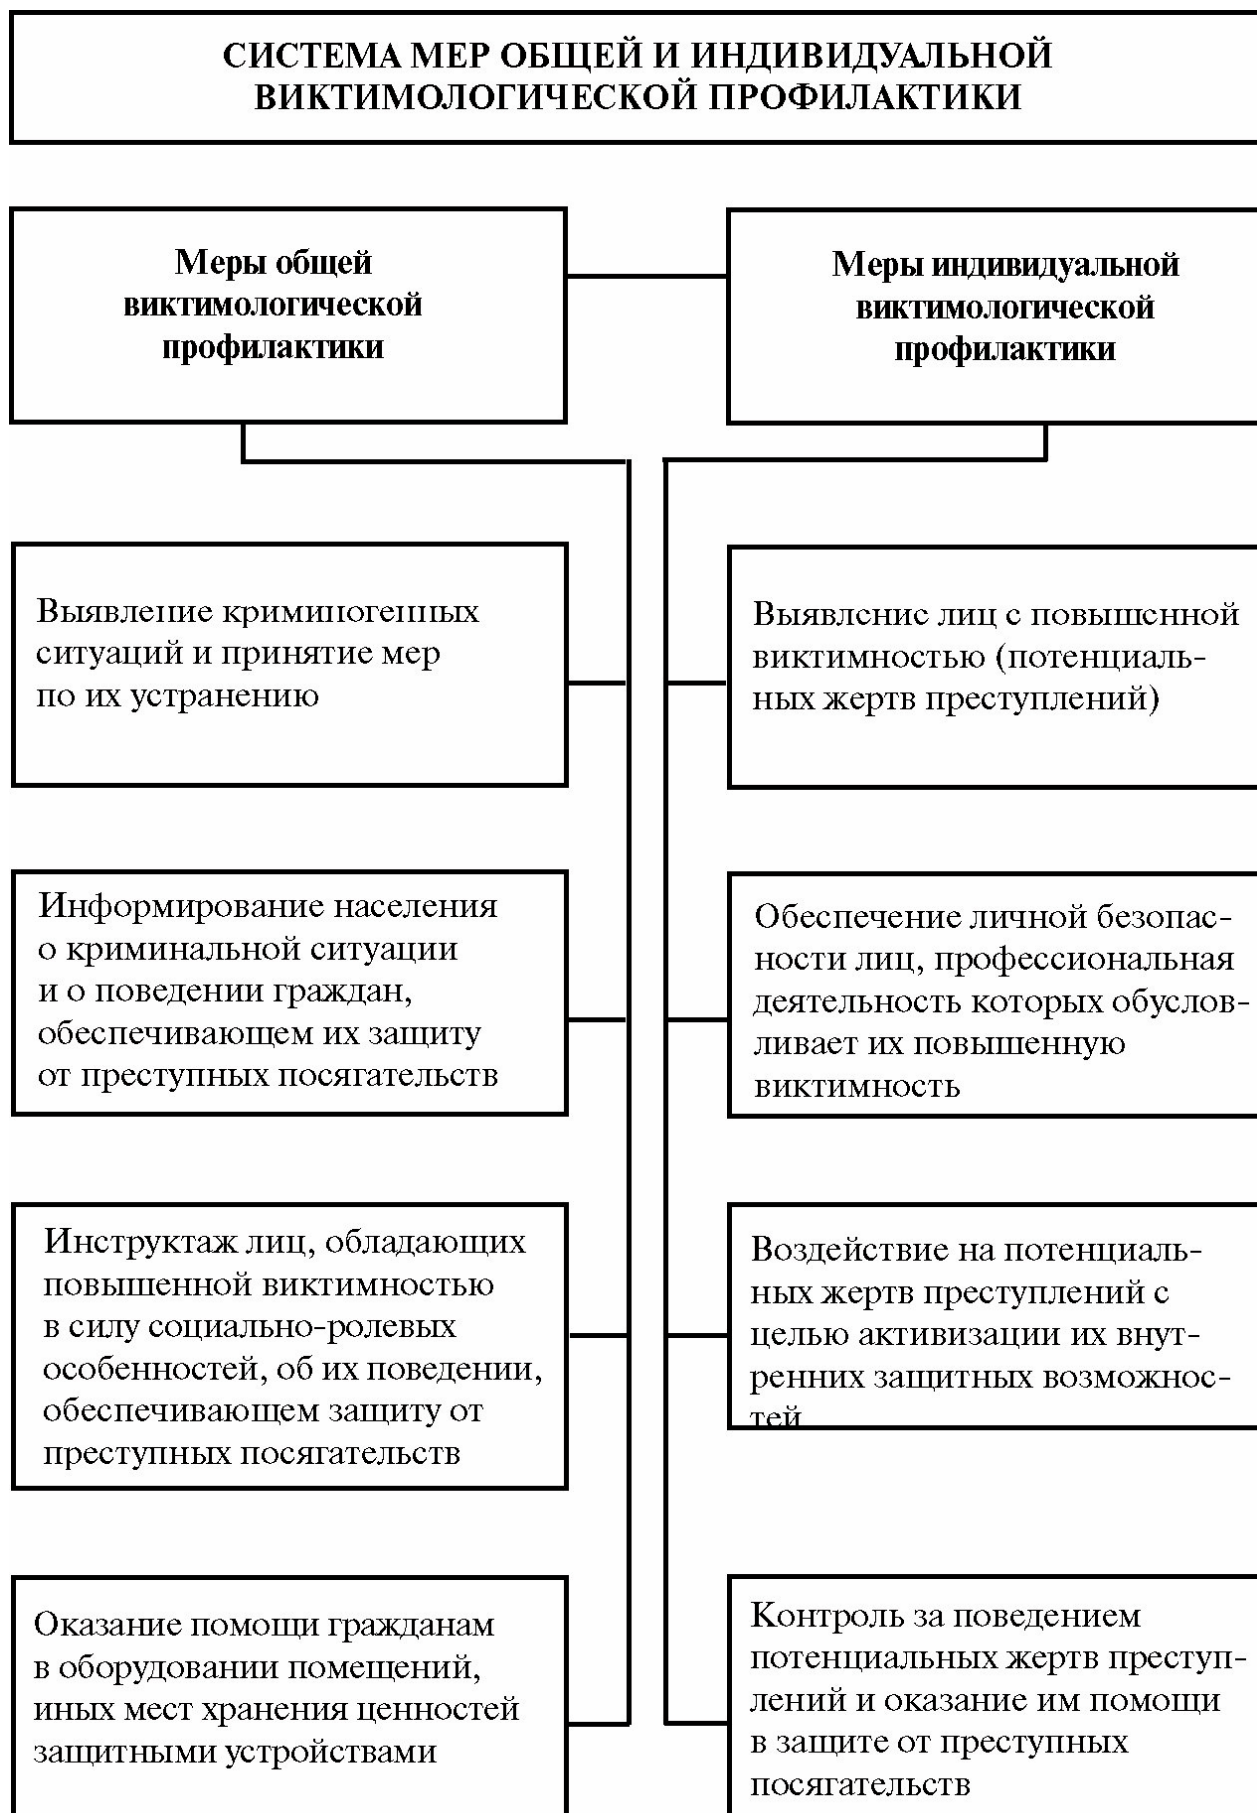 СИСТЕМА МЕР ОБЩЕЙ И ИНДИВИДУАЛЬНОЙ
ВИКТИМОЛОГИЧЕСКОЙ ПРОФИЛАКТИКИ
Меры общей
виктимологической
профилактики
Меры индивидуальной
виктимологической
профилактики
Выявление криминогенных
ситуаций и принятие мер
по их устранению
Выявление лиц с повышенной
виктимностью (потенциаль-
ных жертв преступлений)
Информирование населения
о криминальной ситуации
и о поведении граждан,
обеспечивающем их защиту
от преступных посягательств
Обеспечение личной безопас-
ности лиц, профессиональная
деятельность которых обуслов-
ливает их повышенную
виктимность
Инструктаж лиц, обладающих
повышенной виктимностью
в силу социально-ролевых
особенностей, об их поведении,
обеспечивающем защиту от
преступных посягательств
Воздействие на потенциаль-
ных жертв преступлений с
целью активизации их внут-
ренних защитных возможнос-
тей
Оказание помощи гражданам
в оборудовании помещений,
иных мест хранения ценностей
защитными устройствами
Контроль за поведением
потенциальных жертв преступ-
лений и оказание им помощи
в защите от преступных
посягательств